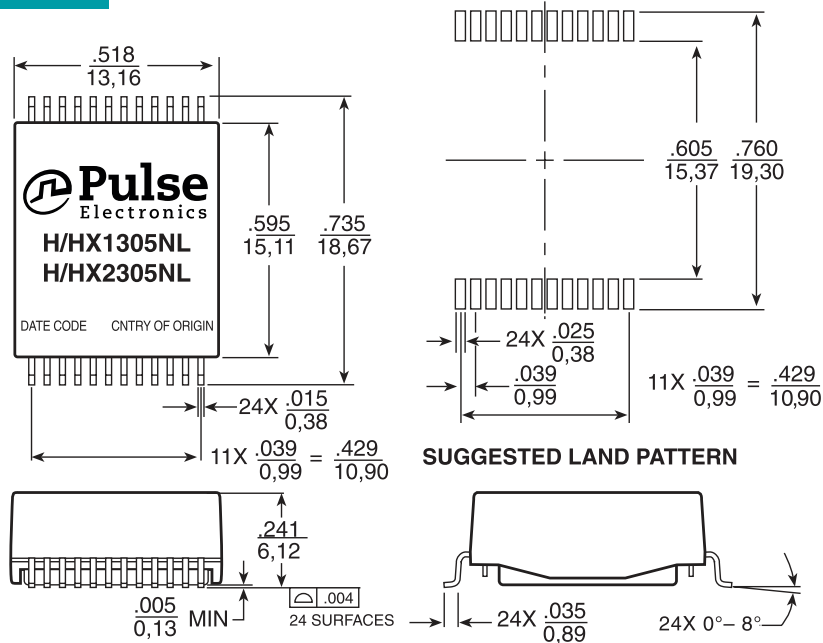 .518
13,16
Pulse
Electronics
H/HX1305NL
H/HX2305NL
DATE CODE CNTRY OF ORIGIN
.595
15,11
.735
18,67
24X .015
0,38
11X .039 = .429
0,99 10,90
.605
15,37
.760
19,30
24X .025
0,38
.039
0,99
11X .039 = .429
0,99 10,90
SUGGESTED LAND PATTERN
.241
6,12
.005 MIN
0,13
.004
24 SURFACES
24X .035
0,89
24X 0°– 8°